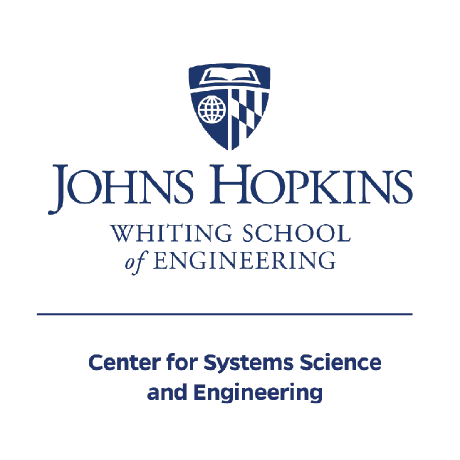 JOHNS HOPKINS
WHITING SCHOOL
of ENGINEERING
Center for Systems Science
and Engineering